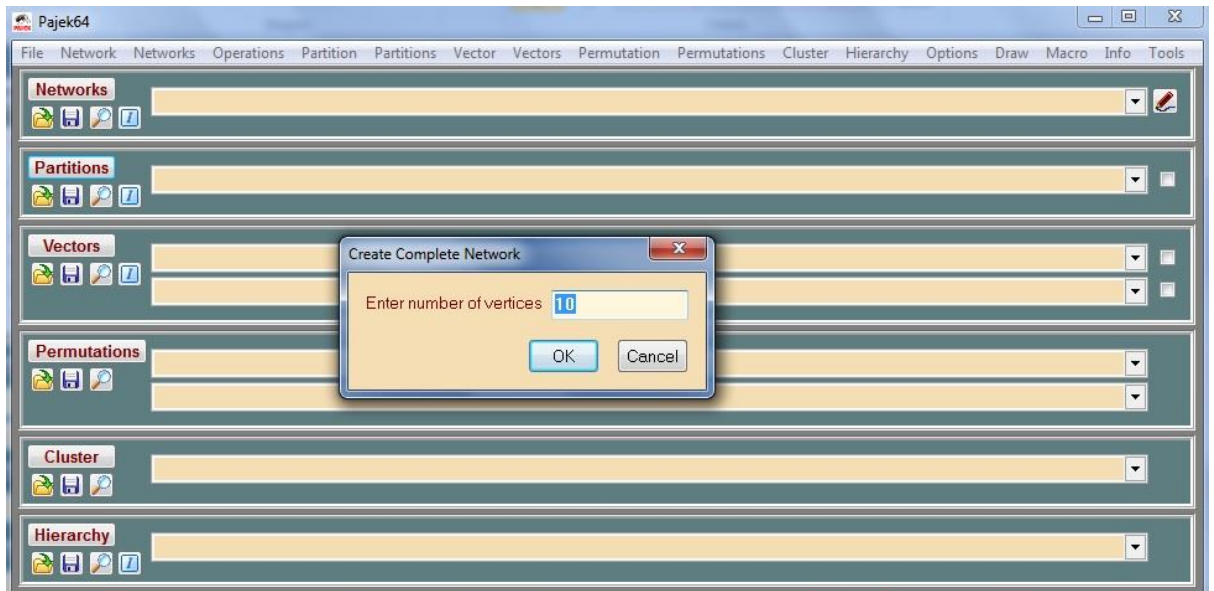 Pajek64
File Network Networks Operations Partition Partitions Vector Vectors Permutation Permutations Cluster Hierarchy Options Draw Macro Info Tools
Networks
Partitions
Vectors
Create Complete Network
Enter number of vertices 10
OK Cancel
Permutations
Cluster
Hierarchy